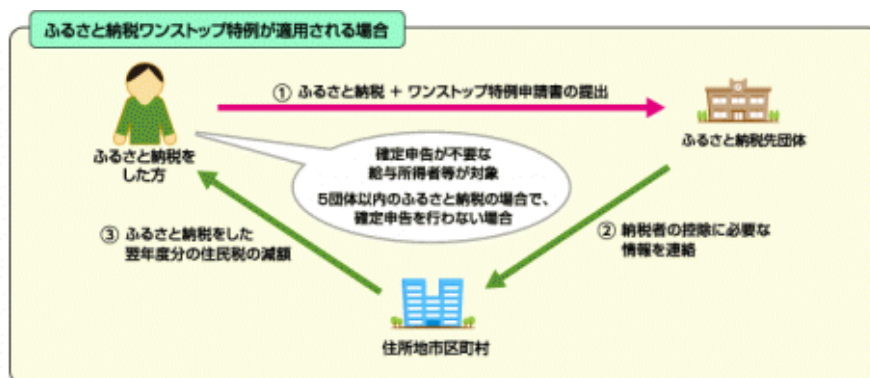 ふるさと納税ワンストップ特例が適用される場合
① ふるさと納税 + ワンストップ特例申請書の提出
ふるさと納税を
した方
ふるさと納税先団体
確定申告が不要な
給与所得者等が対象
5団体以内のふるさと納税の場合で、
確定申告を行わない場合
② 納税者の控除に必要な
情報を連絡
③ ふるさと納税をした
翌年度分の住民税の減額
住所地市区町村